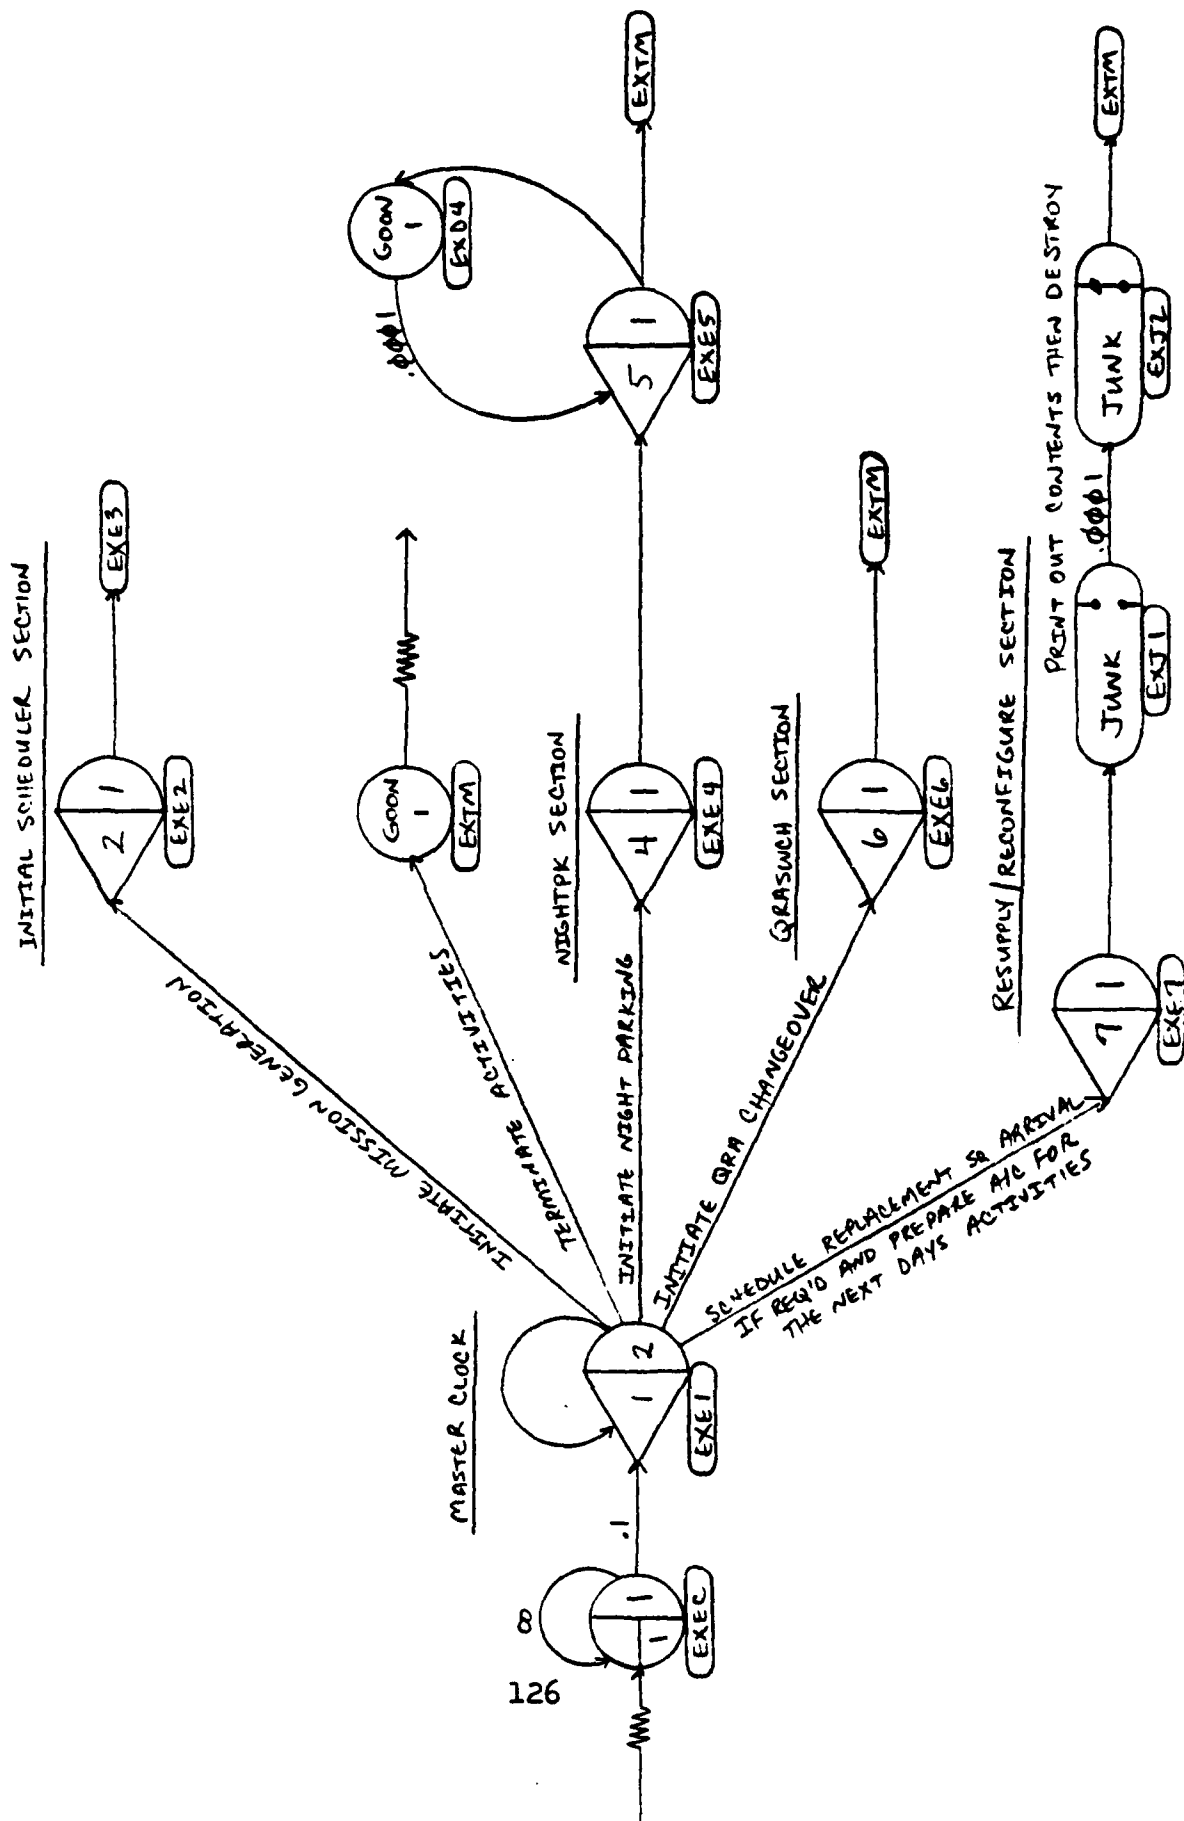 INITIAL SCHEDULER SECTION
2 1
EXE2
EXE3
INITIATE MISSION GENERATION
GOON
1
EXTM
TERMINATE ACTIVITIES
GOON
1
EXD4
.0001
MASTER CLOCK
8
1 1
EXEC
.1
1 2
EXE1
INITIATE NIGHT PARKING
NIGHTPK SECTION
4 1
EXE4
5 1
EXE5
EXTM
INITIATE QRA CHANGEOVER
QRASWCH SECTION
6 1
EXE6
EXTM
SCHEDULE REPLACEMENT SQ ARRIVAL
IF REQ'D AND PREPARE A/C FOR
THE NEXT DAYS ACTIVITIES
RESUPPLY/RECONFIGURE SECTION
7 1
EXE7
JUNK
EXJ1
.0001
PRINT OUT CONTENTS THEN DESTROY
JUNK
EXJ2
EXTM
126